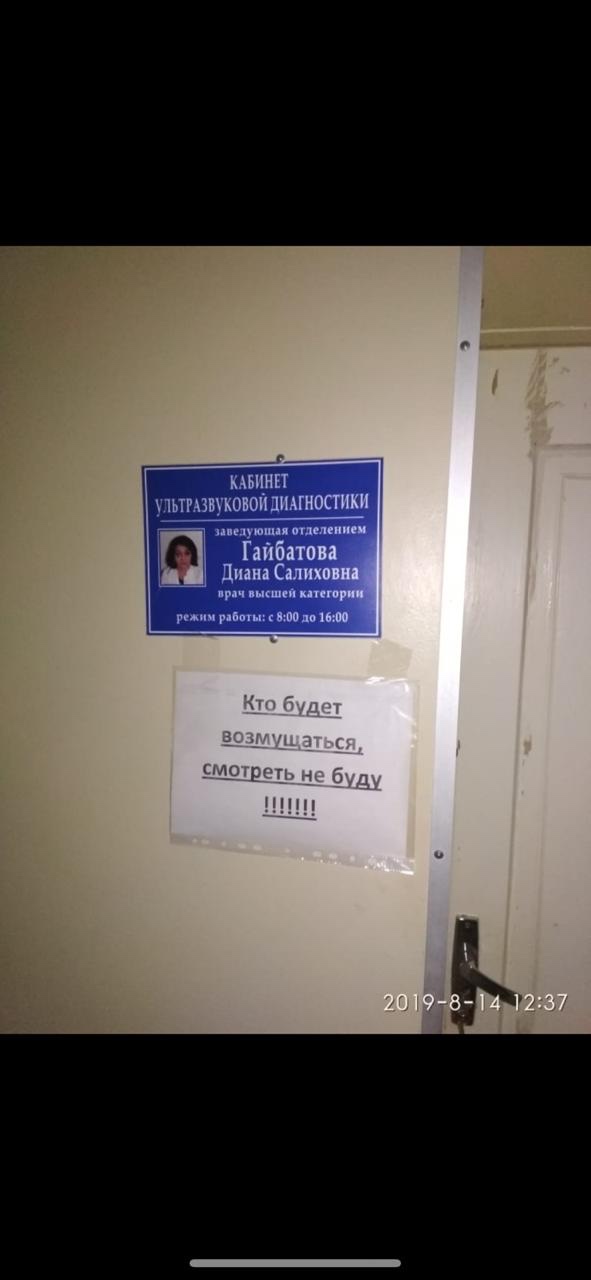 КАБИНЕТ
УЛЬТРАЗВУКОВОЙ ДИАГНОСТИКИ
заведующая отделением
Гайбатова
Диана Салиховна
врач высшей категории
режим работы: с 8:00 до 16:00
Кто будет
возмущаться,
смотреть не буду
!!!!!!!
2019-8-14 12:37